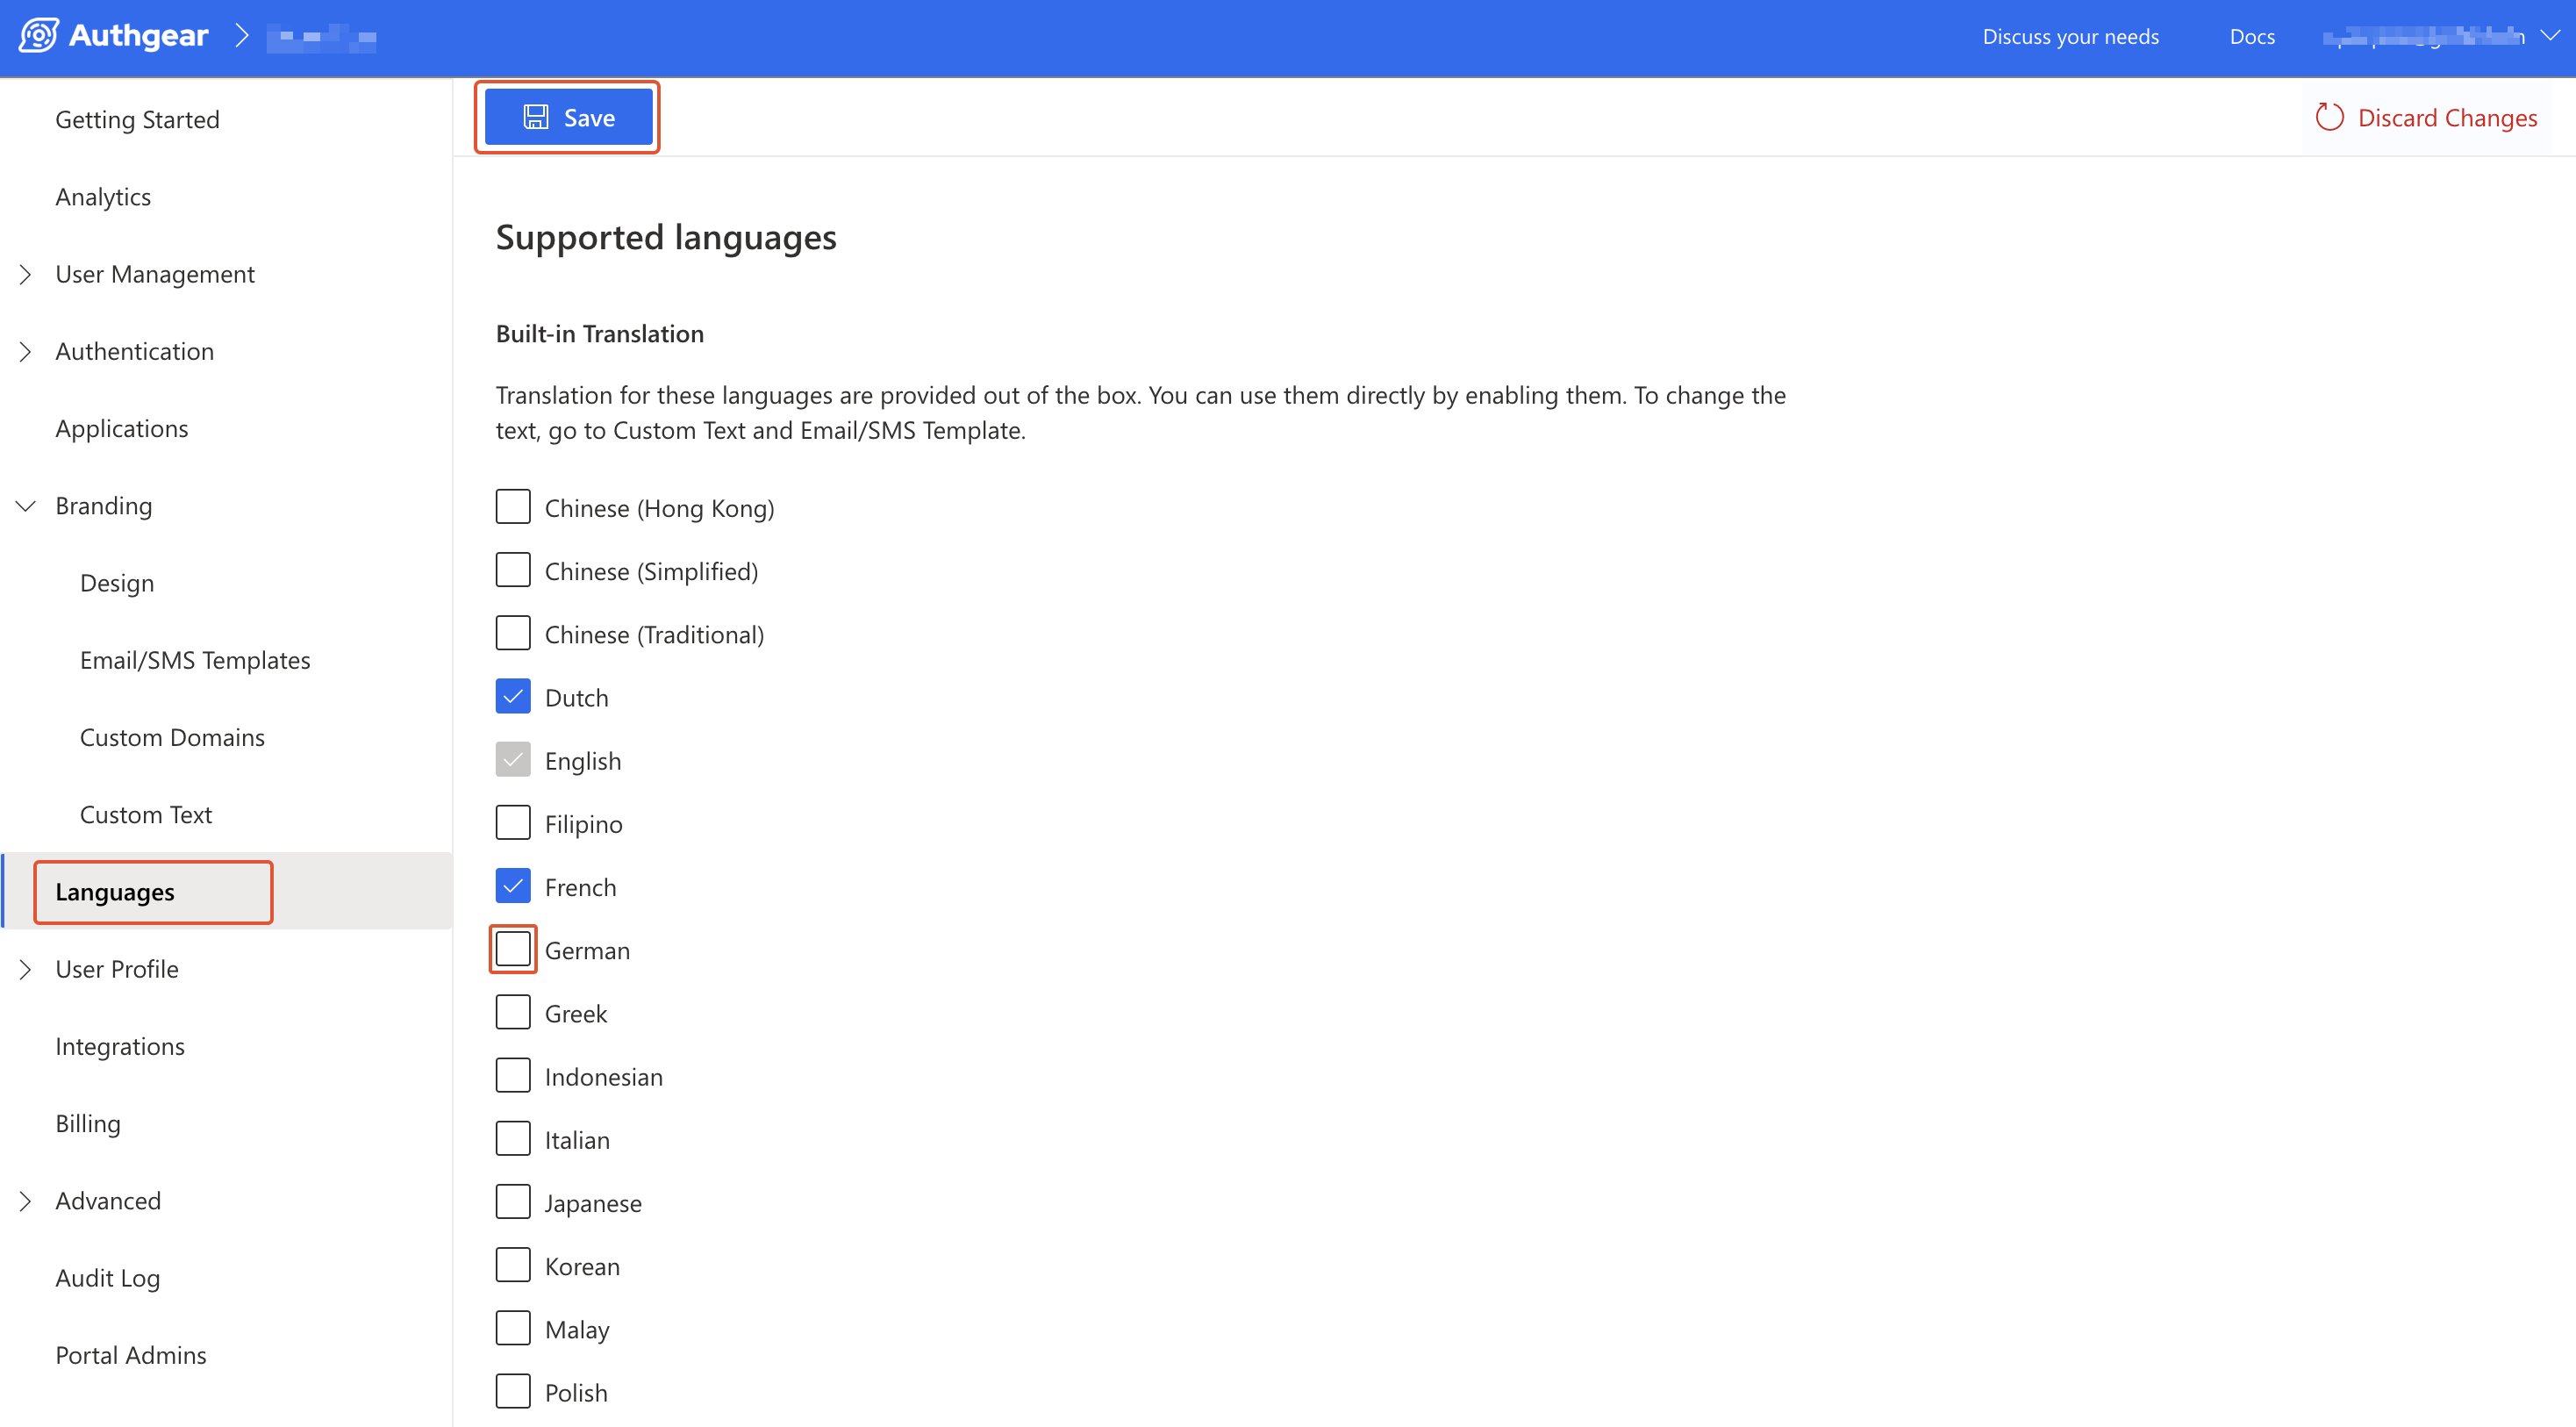 Authgear
Discuss your needs
Docs
Getting Started
Analytics
User Management
Authentication
Applications
Branding
Design
Email/SMS Templates
Custom Domains
Custom Text
Languages
User Profile
Integrations
Billing
Advanced
Audit Log
Portal Admins
Save
Discard Changes
Supported languages
Built-in Translation
Translation for these languages are provided out of the box. You can use them directly by enabling them. To change the
text, go to Custom Text and Email/SMS Template.
Chinese (Hong Kong)
Chinese (Simplified)
Chinese (Traditional)
Dutch
English
Filipino
French
German
Greek
Indonesian
Italian
Japanese
Korean
Malay
Polish